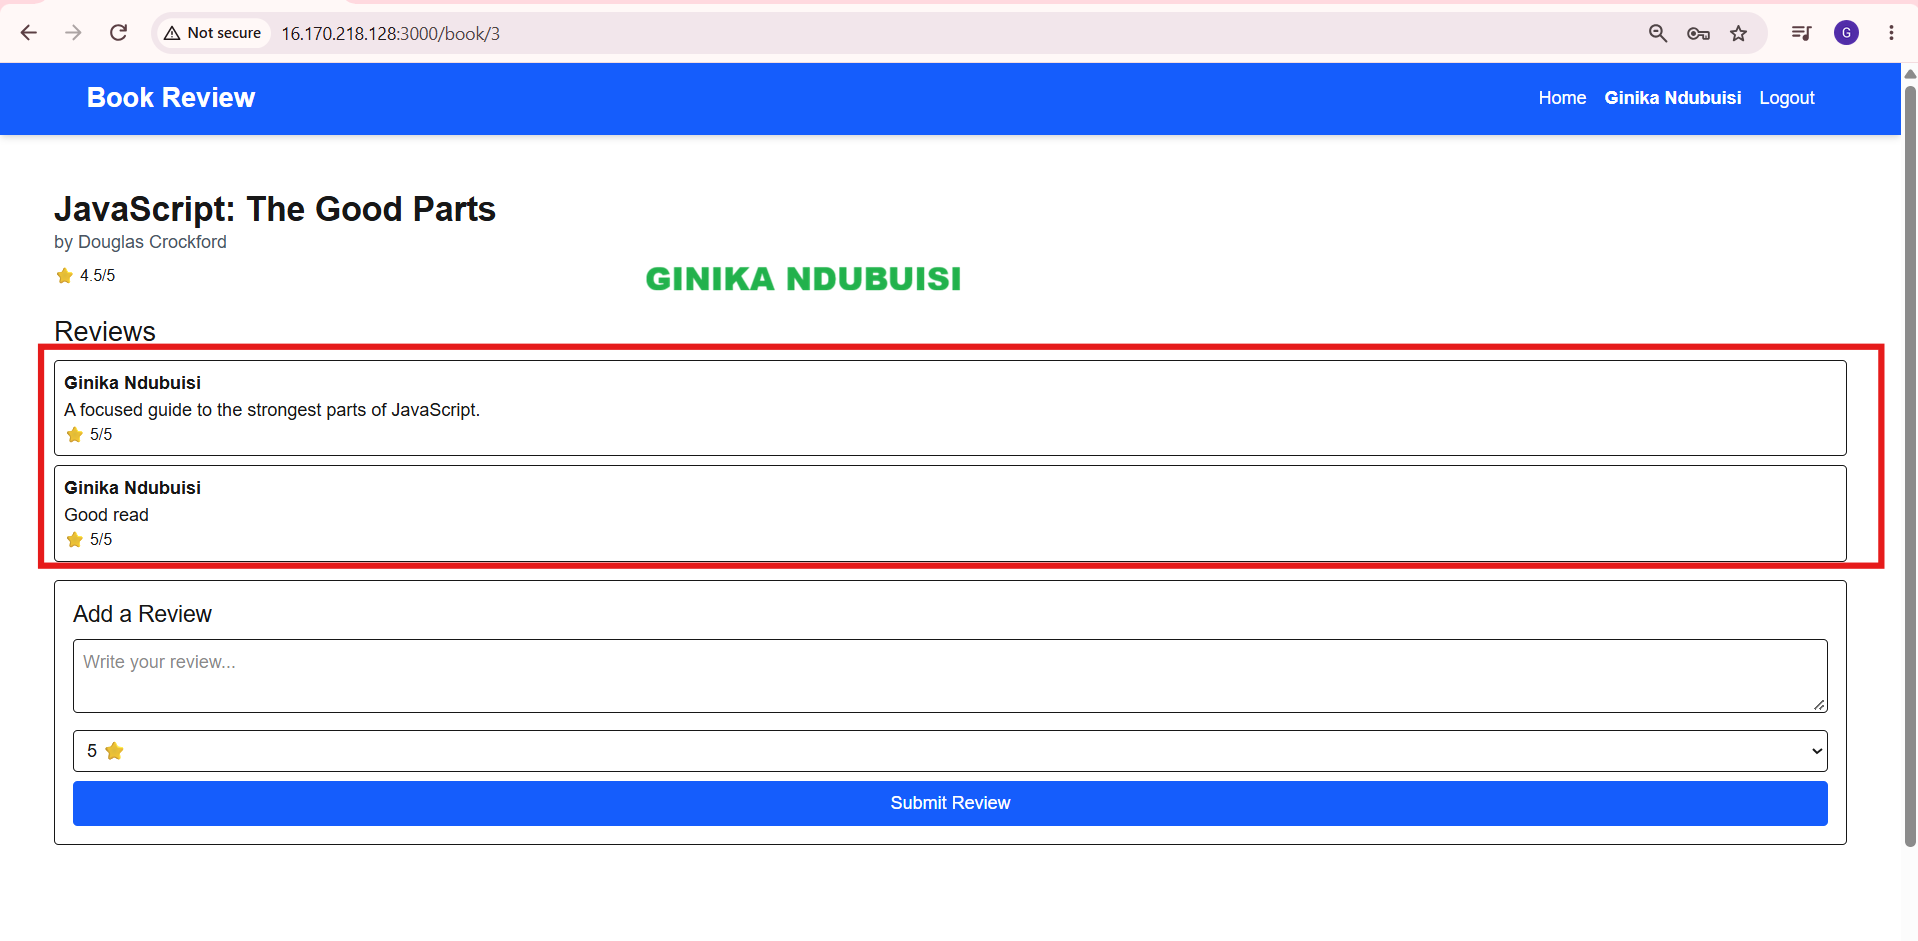 Not secure 16.170.218.128:3000/book/3 G
Book Review Home Ginika Ndubuisi Logout
JavaScript: The Good Parts
by Douglas Crockford
4.5/5
GINIKA NDUBUISI
Reviews
Ginika Ndubuisi
A focused guide to the strongest parts of JavaScript.
5/5
Ginika Ndubuisi
Good read
5/5
Add a Review
Write your review...
5
Submit Review